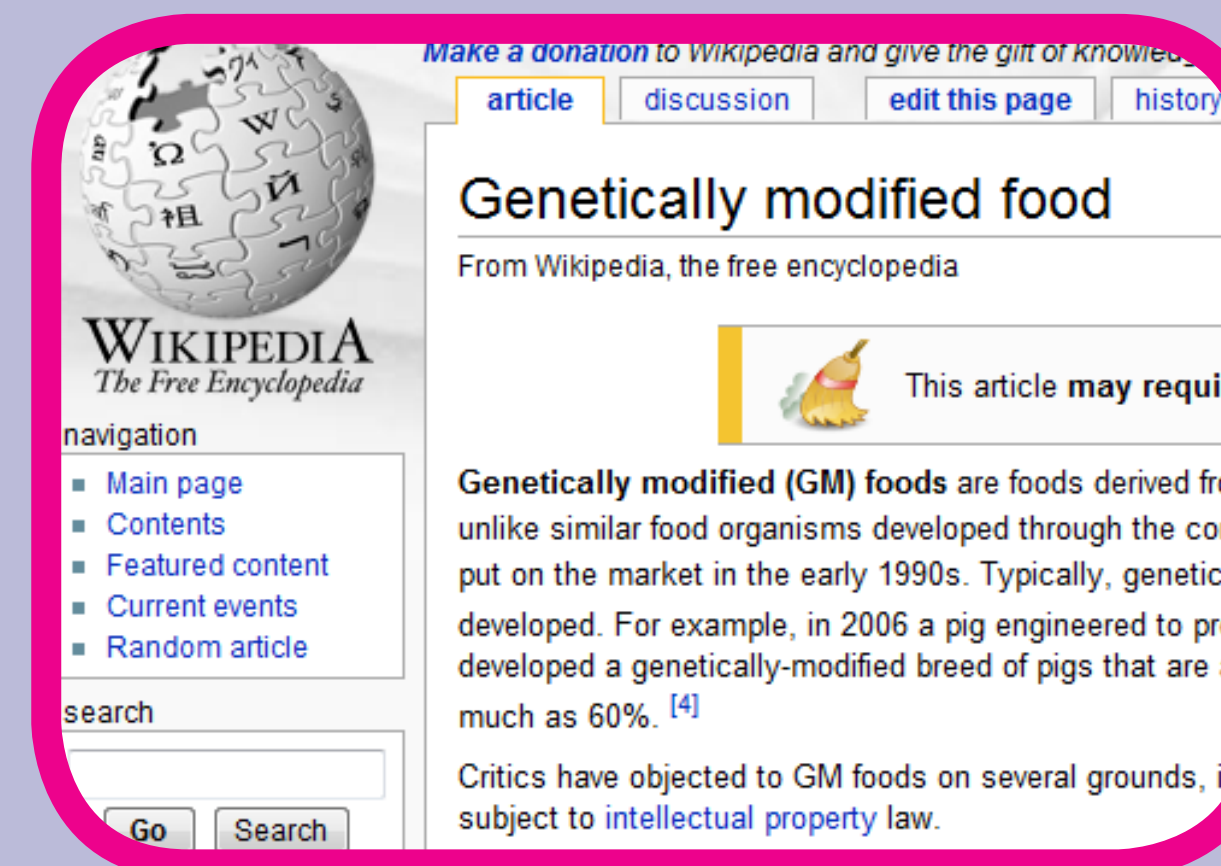 Make a donation to Wikipedia and give the gift of
article discussion edit this page history
Genetically modified food
From Wikipedia, the free encyclopedia
WIKIPEDIA
The Free Encyclopedia
This article may requi
navigation
Main page
Contents
Featured content
Current events
Random article
search
Go Search
Genetically modified (GM) foods are foods derived fr
unlike similar food organisms developed through the co
put on the market in the early 1990s. Typically, genetic
developed. For example, in 2006 a pig engineered to pr
developed a genetically-modified breed of pigs that are
much as 60%. [4]
Critics have objected to GM foods on several grounds, i
subject to intellectual property law.